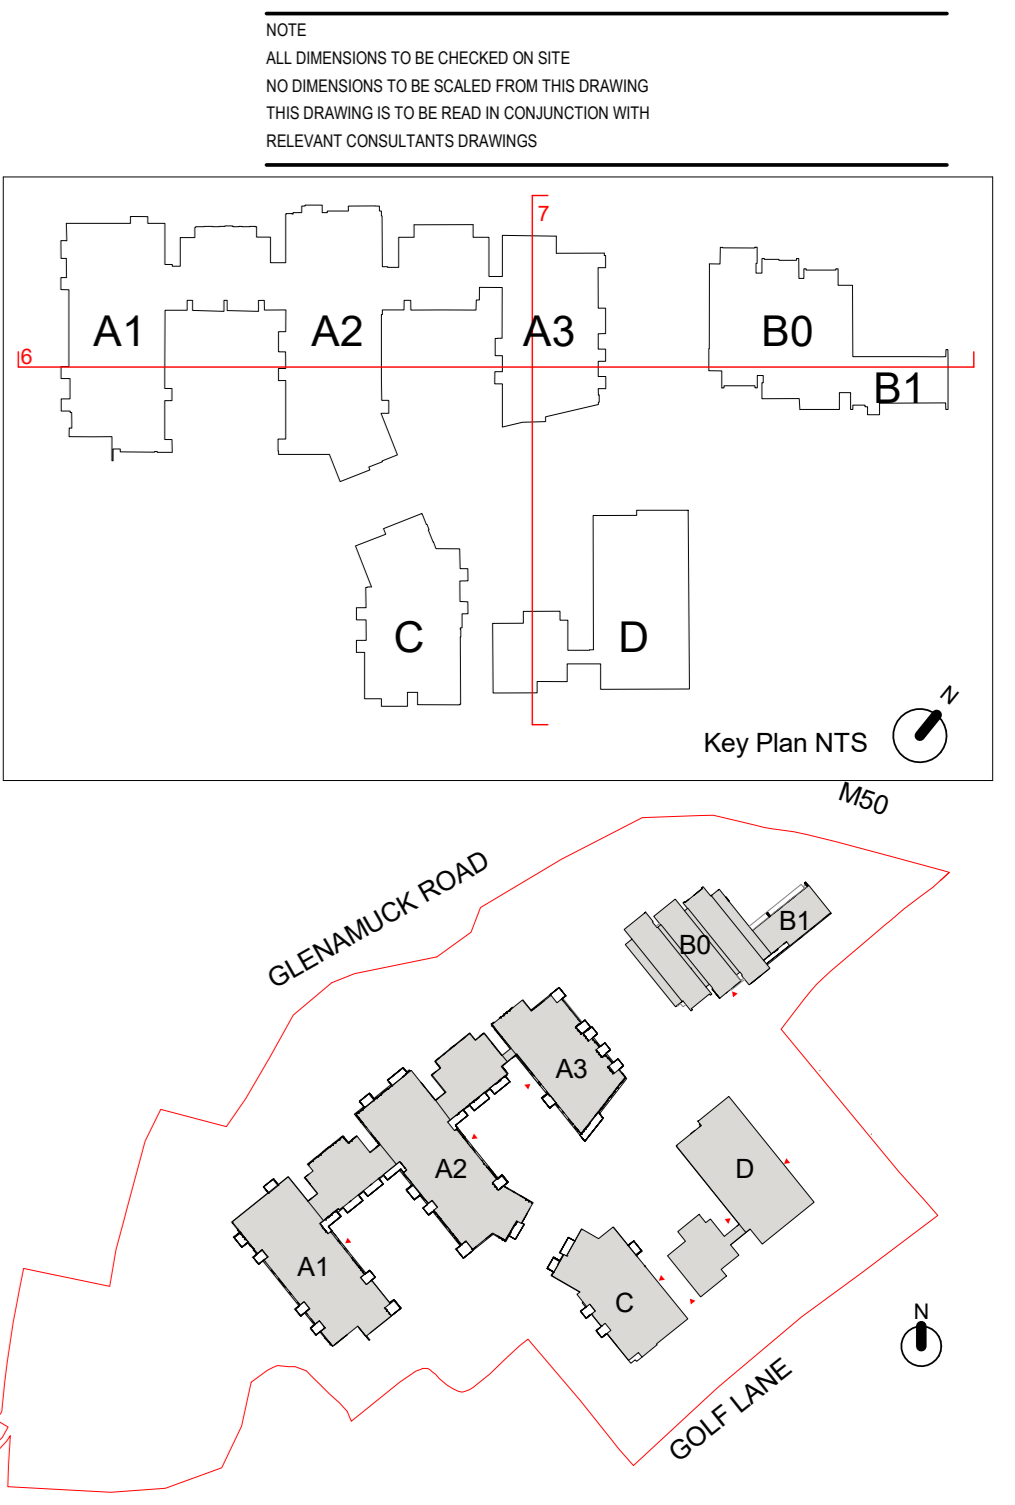 NOTE
ALL DIMENSIONS TO BE CHECKED ON SITE
NO DIMENSIONS TO BE SCALED FROM THIS DRAWING
THIS DRAWING IS TO BE READ IN CONJUNCTION WITH
RELEVANT CONSULTANTS DRAWINGS
7
A1
A2
A3
B0
6
B1
C
D
N
Key Plan NTS
M50
GLENAMUCK ROAD
B1
B0
A3
A2
D
A1
C
N
GOLF LANE